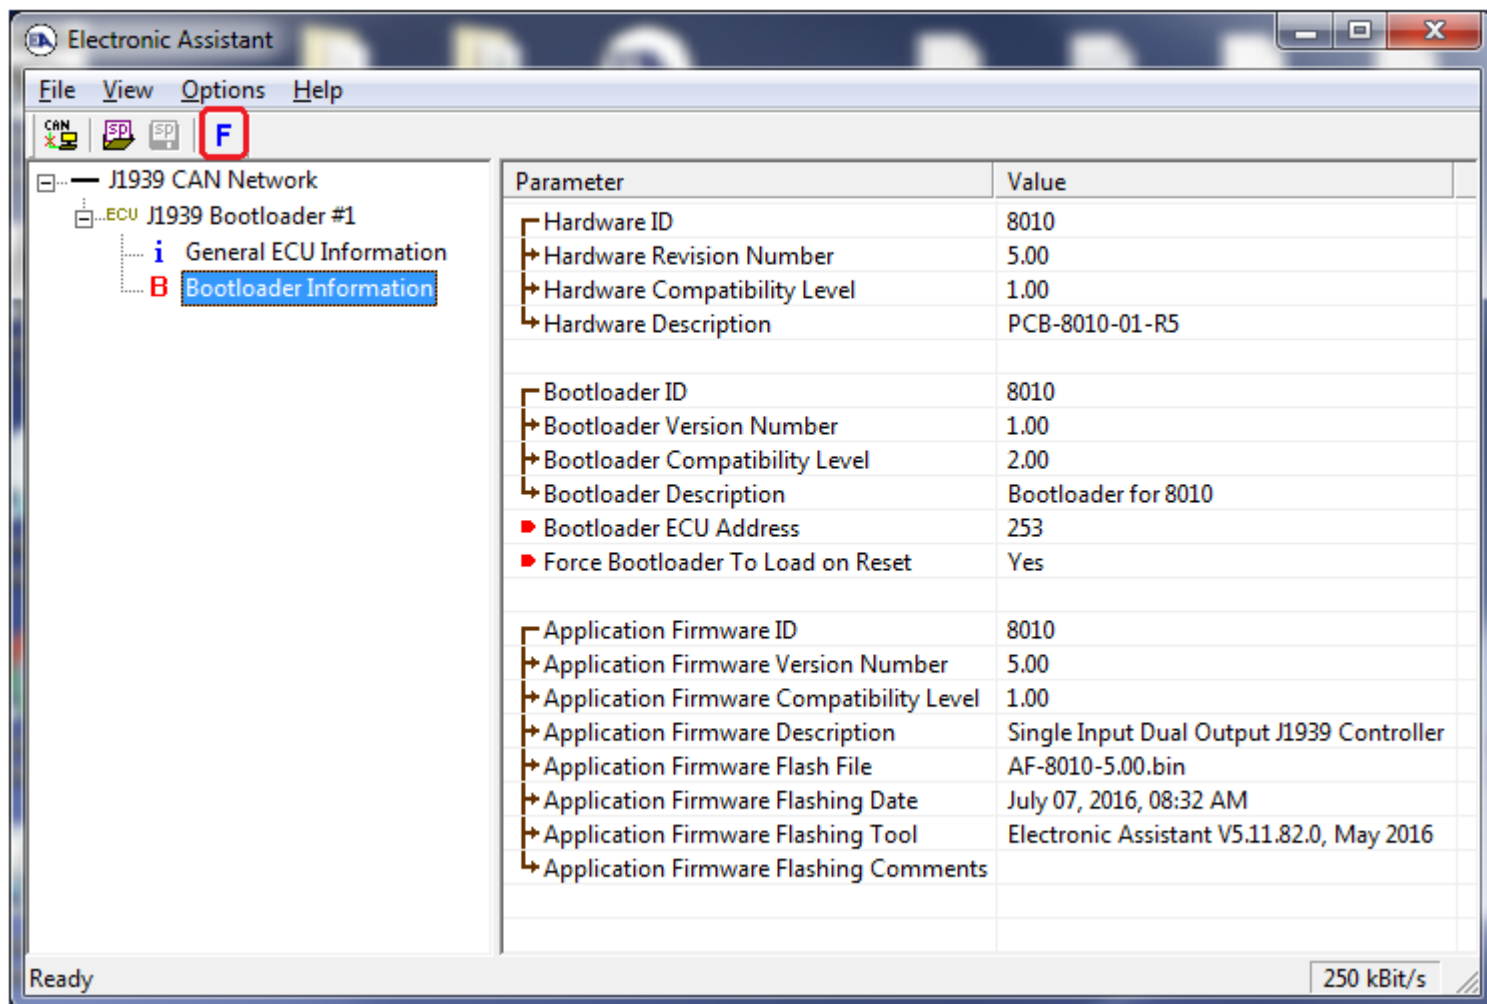 EA Electronic Assistant
File View Options Help
CAN SP SP F
J1939 CAN Network
ECU J1939 Bootloader #1
i General ECU Information
B Bootloader Information
Parameter Value
Hardware ID 8010
Hardware Revision Number 5.00
Hardware Compatibility Level 1.00
Hardware Description PCB-8010-01-R5
Bootloader ID 8010
Bootloader Version Number 1.00
Bootloader Compatibility Level 2.00
Bootloader Description Bootloader for 8010
Bootloader ECU Address 253
Force Bootloader To Load on Reset Yes
Application Firmware ID 8010
Application Firmware Version Number 5.00
Application Firmware Compatibility Level 1.00
Application Firmware Description Single Input Dual Output J1939 Controller
Application Firmware Flash File AF-8010-5.00.bin
Application Firmware Flashing Date July 07, 2016, 08:32 AM
Application Firmware Flashing Tool Electronic Assistant V5.11.82.0, May 2016
Application Firmware Flashing Comments
Ready 250 kBit/s